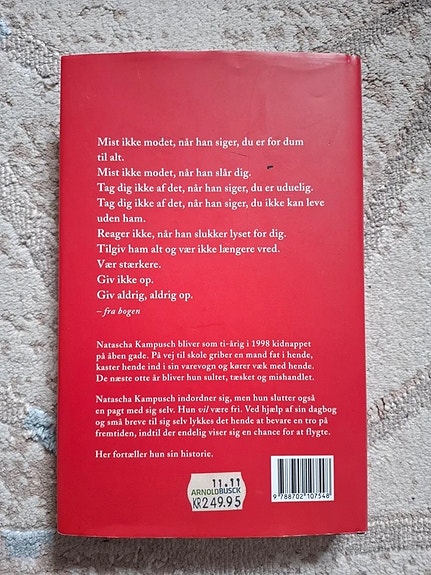 Mist ikke modet, når han siger, du er for dum
til alt.
Mist ikke modet, når han slår dig.
Tag dig ikke af det, når han siger, du er uduelig.
Tag dig ikke af det, når han siger, du ikke kan leve
uden ham.
Reager ikke, når han slukker lyset for dig.
Tilgiv ham alt og vær ikke længere vred.
Vær stærkere.
Giv ikke op.
Giv aldrig, aldrig op.
– fra bogen
Natascha Kampusch bliver som ti-årig i 1998 kidnappet
på åben gade. På vej til skole griber en mand fat i hende,
kaster hende ind i sin varevogn og kører væk med hende.
De næste otte år bliver hun sultet, tæsket og mishandlet.
Natascha Kampusch indordner sig, men hun slutter også
en pagt med sig selv. Hun vil være fri. Ved hjælp af sin dagbog
og små breve til sig selv lykkes det hende at bevare en tro på
fremtiden, indtil der endelig viser sig en chance for at flygte.
Her fortæller hun sin historie.
11.11
ARNOLDBUSCK
KR249.95
9 788702 107548